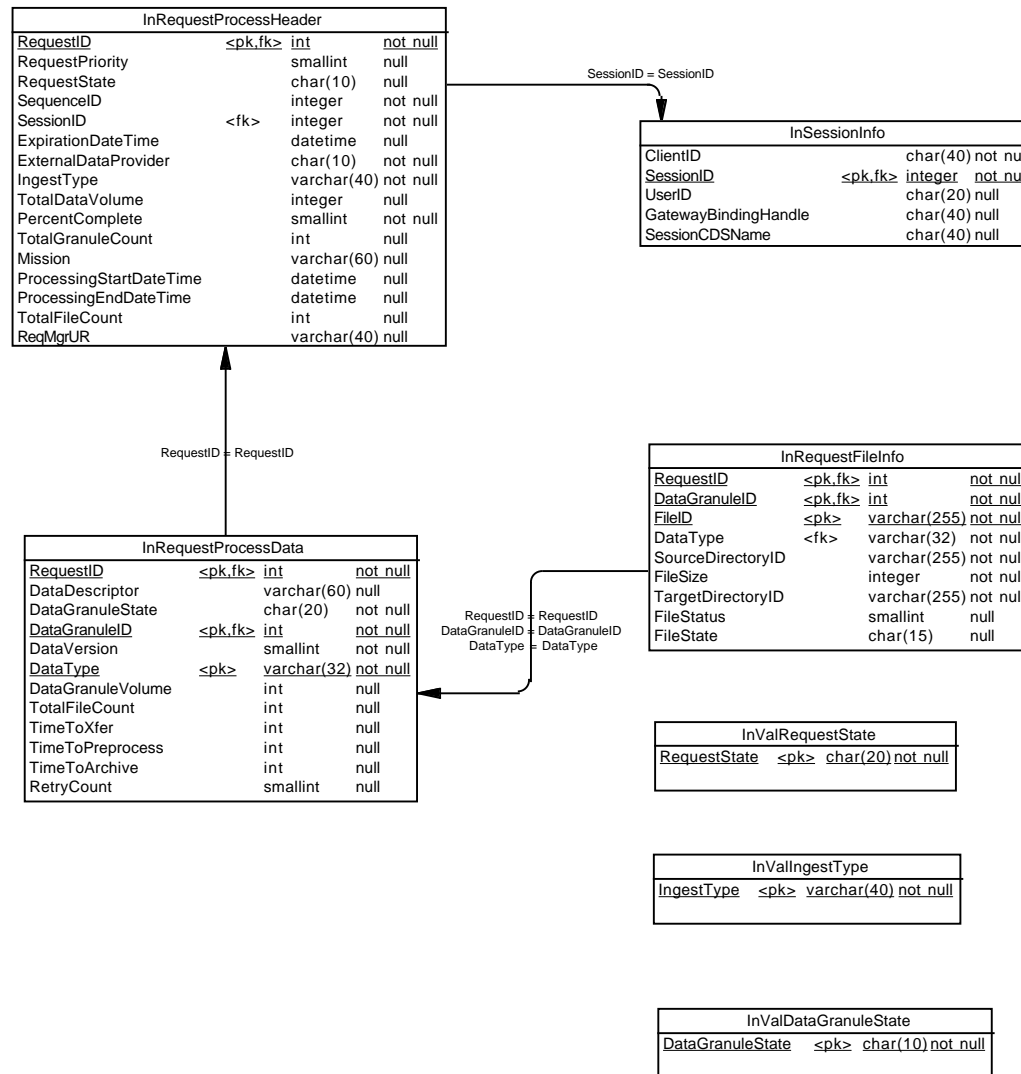 InRequestProcessHeader
RequestID <pk,fk> int not null
RequestPriority smallint null
RequestState char(10) null
SequenceID integer not null
SessionID <fk> integer not null
ExpirationDateTime datetime null
ExternalDataProvider char(10) not null
IngestType varchar(40) not null
TotalDataVolume integer null
PercentComplete smallint not null
TotalGranuleCount int null
Mission varchar(60) null
ProcessingStartDateTime datetime null
ProcessingEndDateTime datetime null
TotalFileCount int null
ReqMgrUR varchar(40) null
SessionID = SessionID
InSessionInfo
ClientID char(40) not nu
SessionID <pk,fk> integer not nu
UserID char(20) null
GatewayBindingHandle char(40) null
SessionCDSName char(40) null
RequestID = RequestID
InRequestFileInfo
RequestID <pk,fk> int not nul
DataGranuleID <pk,fk> int not nul
FileID <pk> varchar(255) not nul
DataType <fk> varchar(32) not nul
SourceDirectoryID varchar(255) not nul
FileSize integer not nul
TargetDirectoryID varchar(255) not nul
FileStatus smallint null
FileState char(15) null
InRequestProcessData
RequestID <pk,fk> int not null
DataDescriptor varchar(60) null
DataGranuleState char(20) not null
DataGranuleID <pk,fk> int not null
DataVersion smallint not null
DataType <pk> varchar(32) not null
DataGranuleVolume int null
TotalFileCount int null
TimeToXfer int null
TimeToPreprocess int null
TimeToArchive int null
RetryCount smallint null
RequestID = RequestID
DataGranuleID = DataGranuleID
DataType = DataType
InValRequestState
RequestState <pk> char(20) not null
InValIngestType
IngestType <pk> varchar(40) not null
InValDataGranuleState
DataGranuleState <pk> char(10) not null